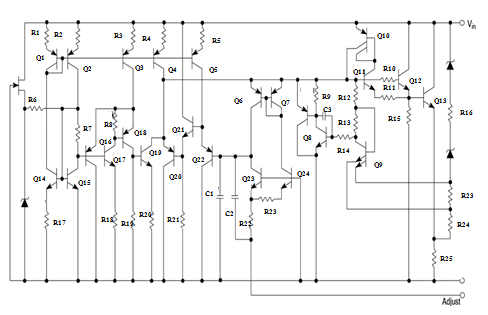 R1 R2 R3 R4 R5 Q10 Vin
Q1 Q2 Q3 Q4 Q5 Q11 R10 Q12
R6 Q6 Q7 R9 R12 R11 Q13
R7 R8 Q18 Q21 C3 R13 R15 R16
Q16 Q17 Q19 Q22 Q8 R14
Q14 Q15 Q20 Q23 Q24 Q9
R17 R18 R19 R20 R21 C1 C2 R22 R23 R23
R24
R25
Adjust